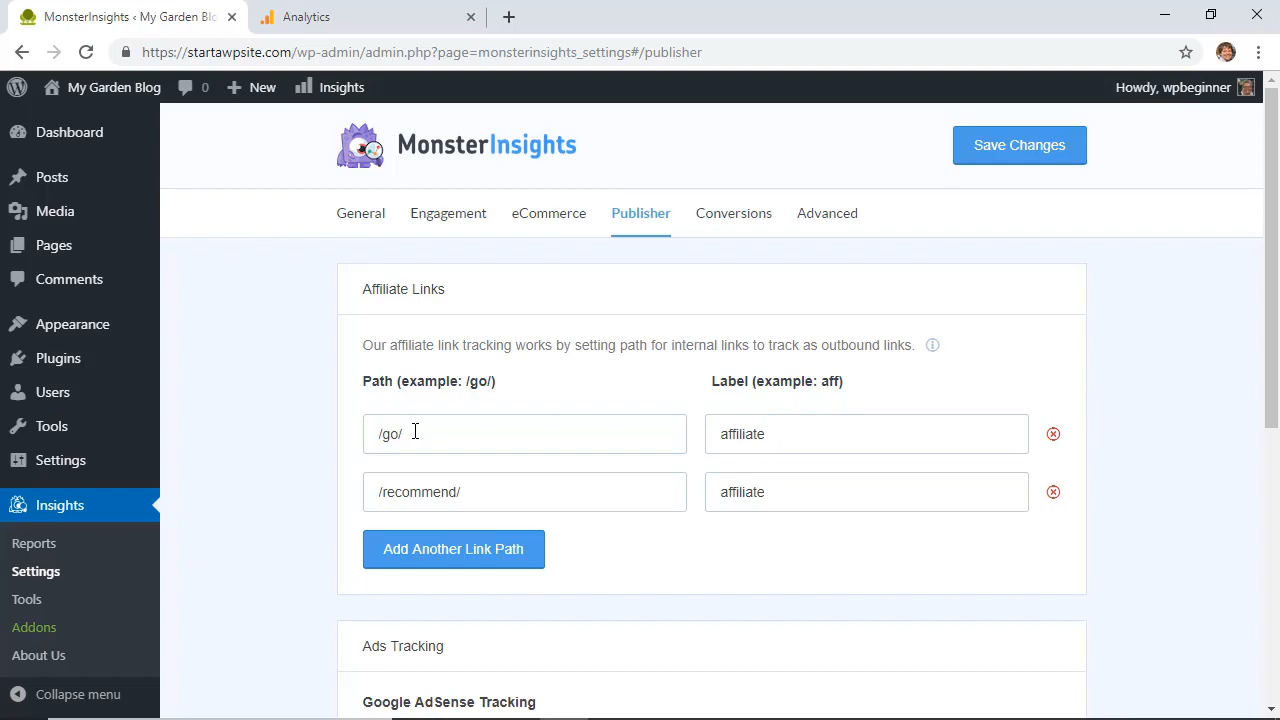 MonsterInsights ‹ My Garden Blo
Analytics
https://startawpsite.com/wp-admin/admin.php?page=monsterinsights_settings#/publisher
My Garden Blog
0
New
Insights
Howdy, wpbeginner
Dashboard
Posts
Media
Pages
Comments
Appearance
Plugins
Users
Tools
Settings
Insights
Reports
Settings
Tools
Addons
About Us
Collapse menu
MonsterInsights
Save Changes
General
Engagement
eCommerce
Publisher
Conversions
Advanced
Affiliate Links
Our affiliate link tracking works by setting path for internal links to track as outbound links.
Path (example: /go/)
Label (example: aff)
/go/
affiliate
/recommend/
affiliate
Add Another Link Path
Ads Tracking
Google AdSense Tracking